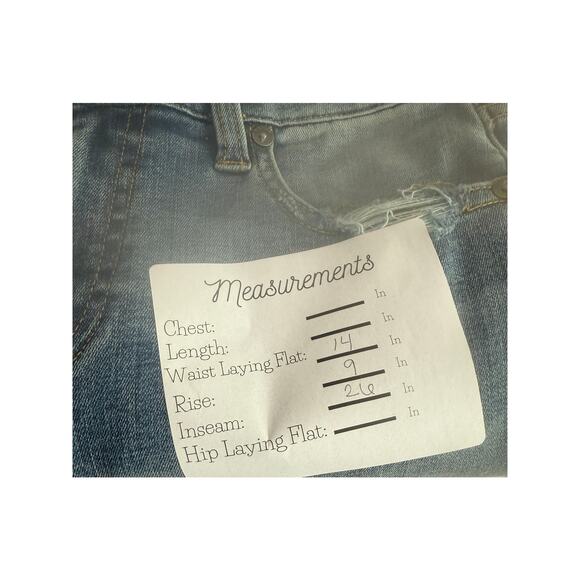 Measurements
Chest: In
Length: In
Waist Laying Flat: 14 In
Rise: 9 In
Inseam: 26 In
Hip Laying Flat: In